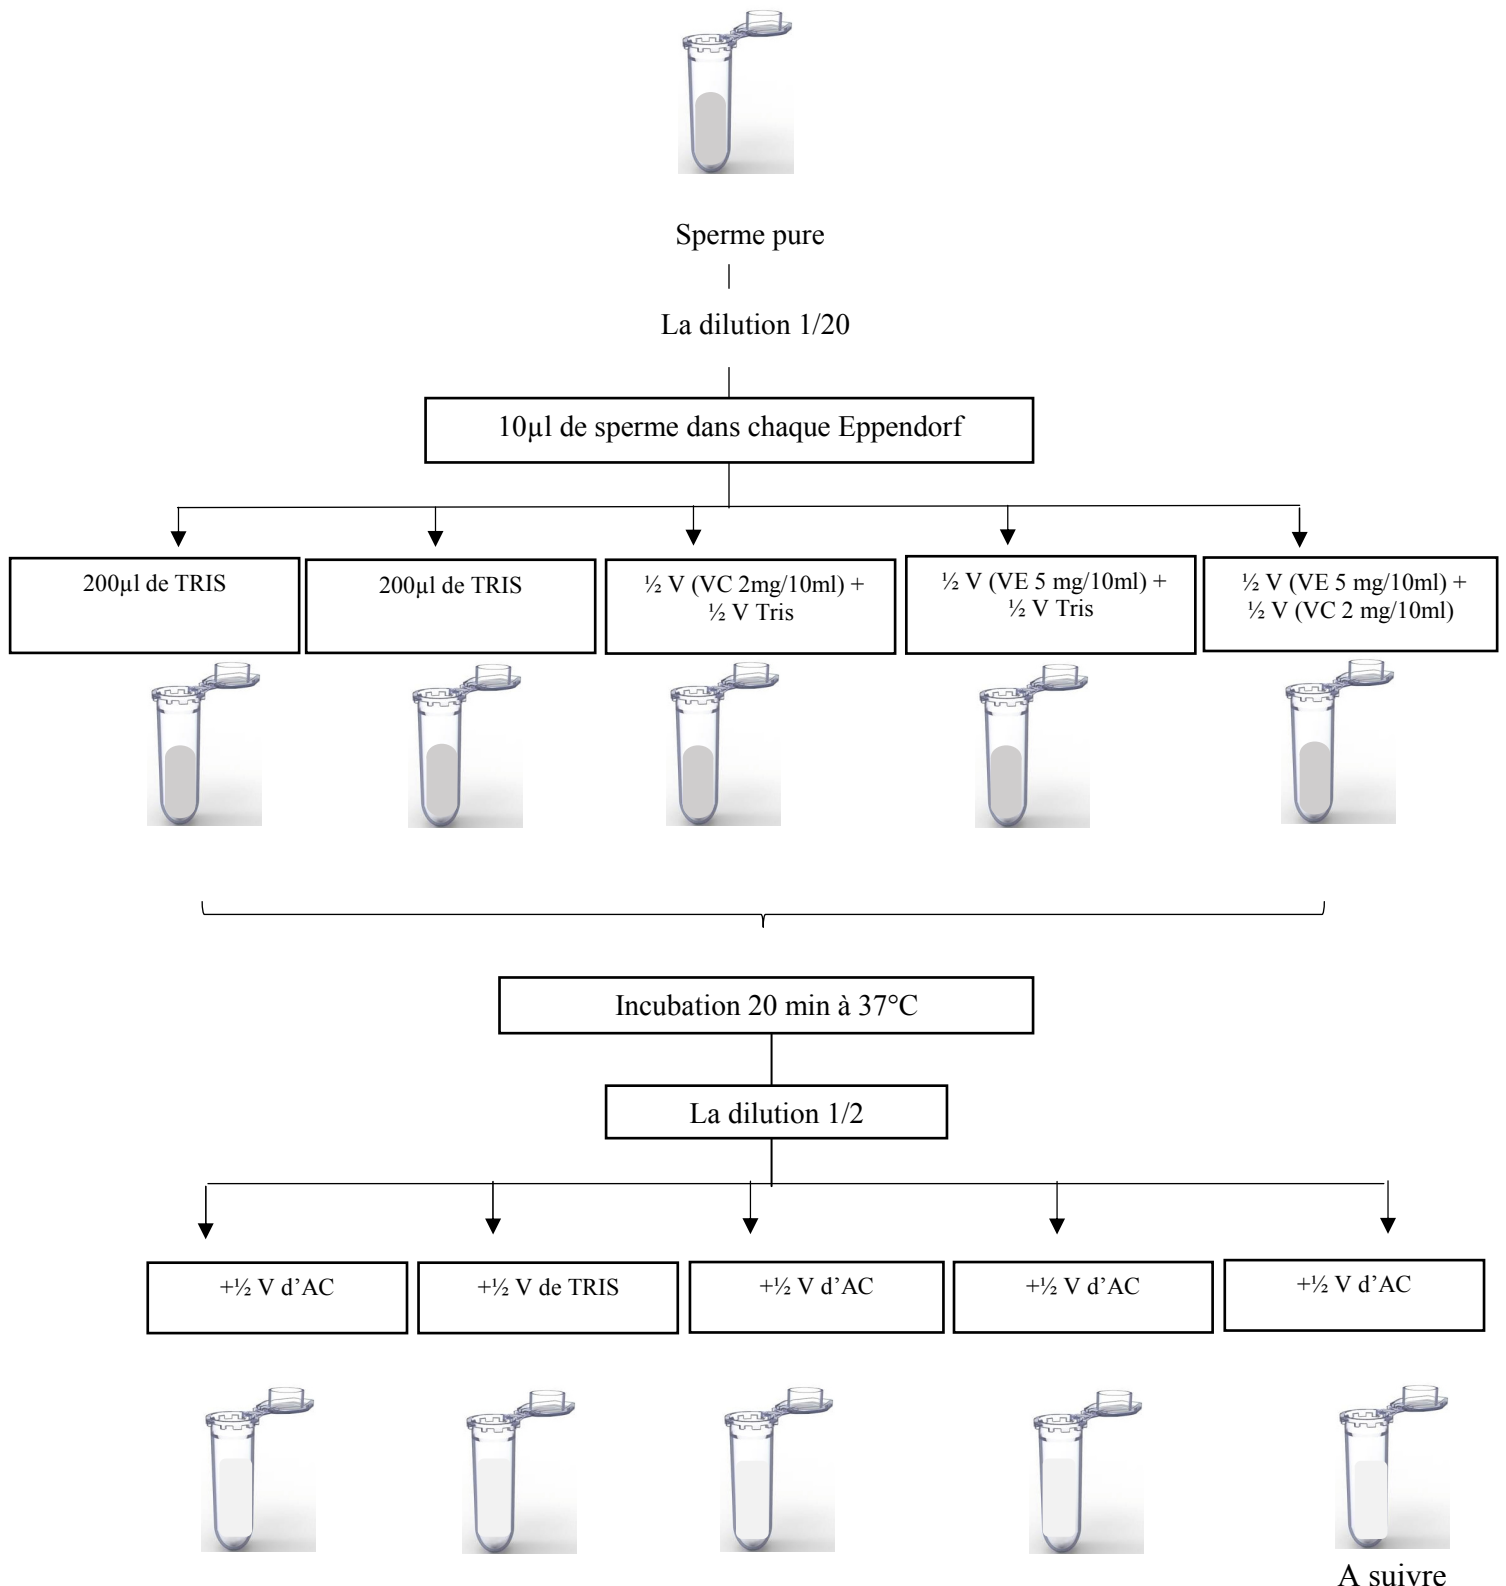 Sperme pure
La dilution 1/20
10µl de sperme dans chaque Eppendorf
200µl de TRIS
200µl de TRIS
½ V (VC 2mg/10ml) +
½ V Tris
½ V (VE 5 mg/10ml) +
½ V Tris
½ V (VE 5 mg/10ml) +
½ V (VC 2 mg/10ml)
Incubation 20 min à 37°C
La dilution 1/2
+½ V d’AC
+½ V de TRIS
+½ V d’AC
+½ V d’AC
+½ V d’AC
A suivre